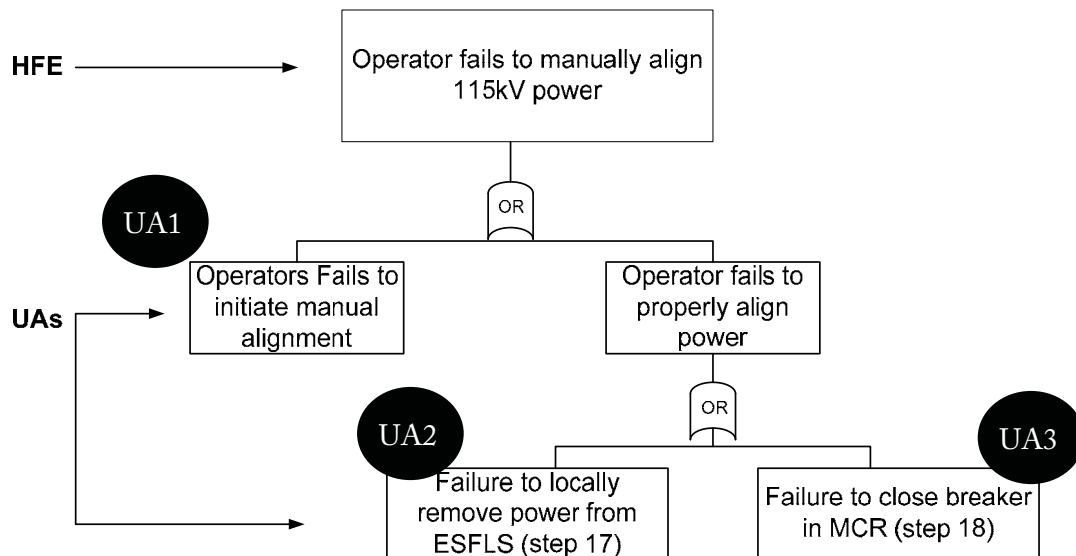 HFE
Operator fails to manually align
115kV power
OR
UA1
Operators Fails to
initiate manual
alignment
Operator fails to
properly align
power
UAs
OR
UA2
UA3
Failure to locally
remove power from
ESFLS (step 17)
Failure to close breaker
in MCR (step 18)